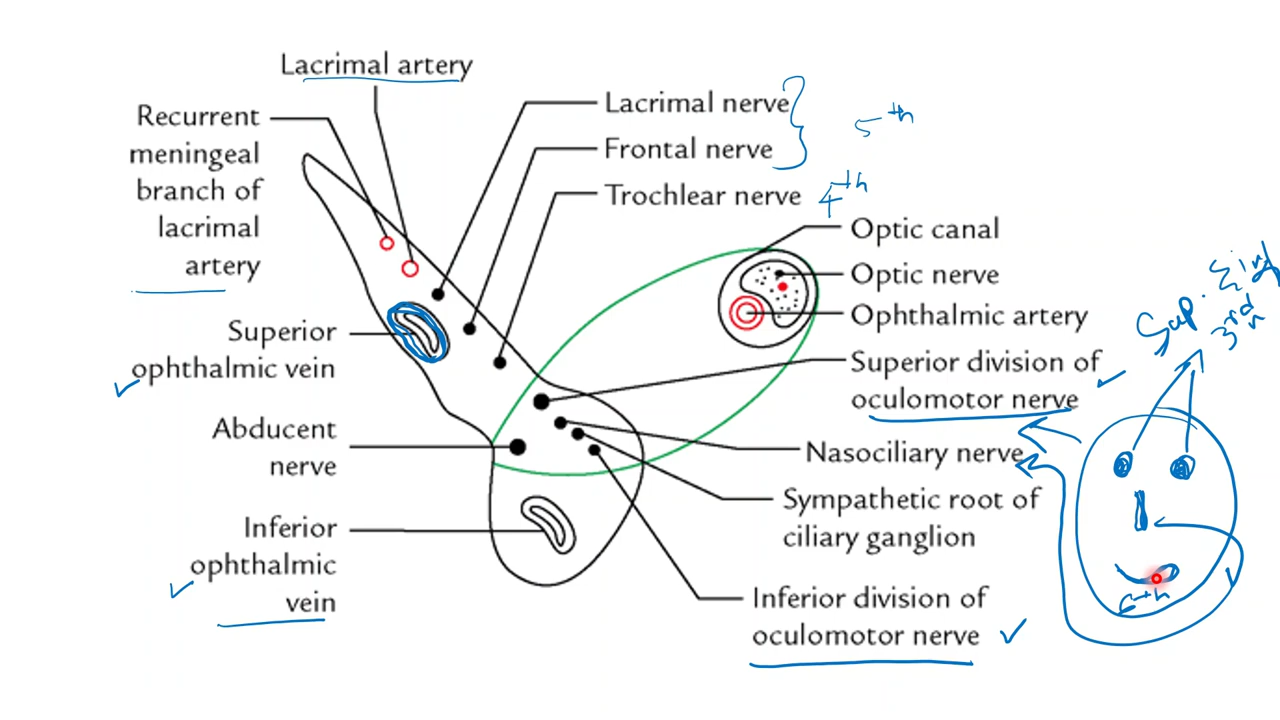 Lacrimal artery
Recurrent
meningeal
branch of
lacrimal
artery
Superior
ophthalmic vein
Abducent
nerve
Inferior
ophthalmic
vein
Lacrimal nerve
Frontal nerve
5th
Trochlear nerve 4th
Optic canal
Optic nerve
Ophthalmic artery
Superior division of
oculomotor nerve
Nasociliary nerve
Sympathetic root of
ciliary ganglion
Inferior division of
oculomotor nerve
Sup.
3rd
6th